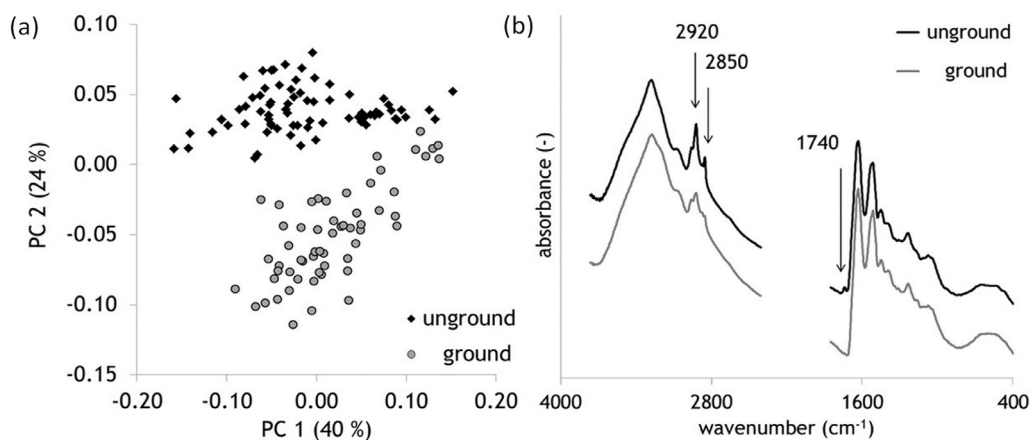 (a)
0.10
0.05
0.00
-0.05
-0.10
-0.15
PC 2 (24 %)
unground
ground
-0.20 -0.10 0.00 0.10 0.20
PC 1 (40 %)
(b)
2920
2850
1740
unground
ground
absorbance (-)
4000 2800 1600 400
wavenumber (cm⁻¹)